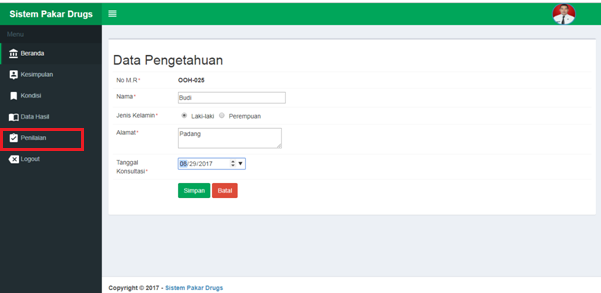 Sistem Pakar Drugs
Menu
Beranda
Kesimpulan
Kondisi
Data Hasil
Penilaian
Logout
Data Pengetahuan
No M.R* OOH-025
Nama* Budi
Jenis Kelamin* Laki-laki Perempuan
Alamat* Padang
Tanggal
Konsultasi* 08/29/2017
Simpan Batal
Copyright © 2017 - Sistem Pakar Drugs